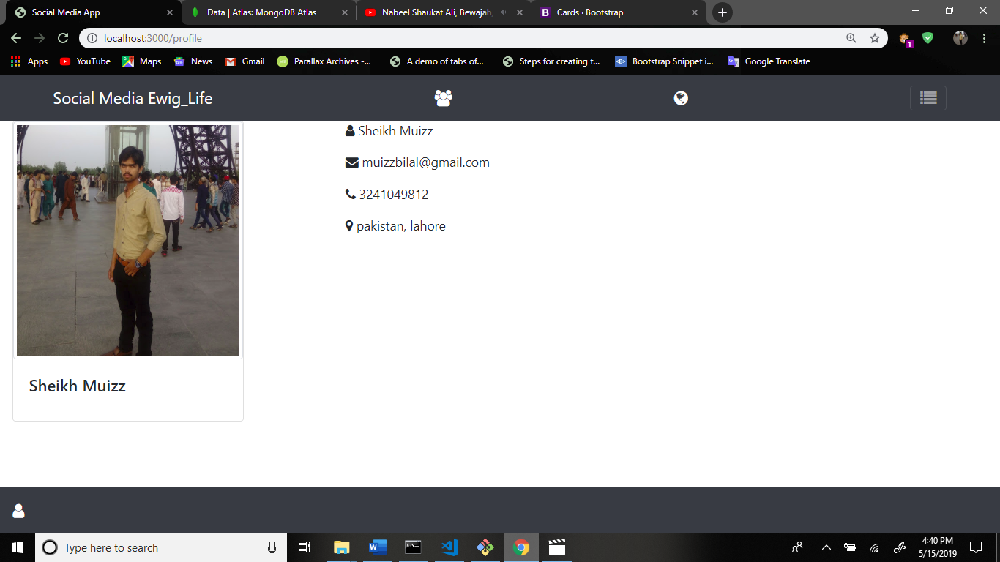 Social Media App
Data | Atlas: MongoDB Atlas
Nabeel Shaukat Ali, Bewajah,
B Cards · Bootstrap
localhost:3000/profile
1
Apps
YouTube
Maps
News
Gmail
Parallax Archives -...
A demo of tabs of...
Steps for creating t...
Bootstrap Snippet i...
Google Translate
Social Media Ewig_Life
Sheikh Muizz
muizzbilal@gmail.com
3241049812
pakistan, lahore
Sheikh Muizz
Type here to search
4:40 PM
5/15/2019